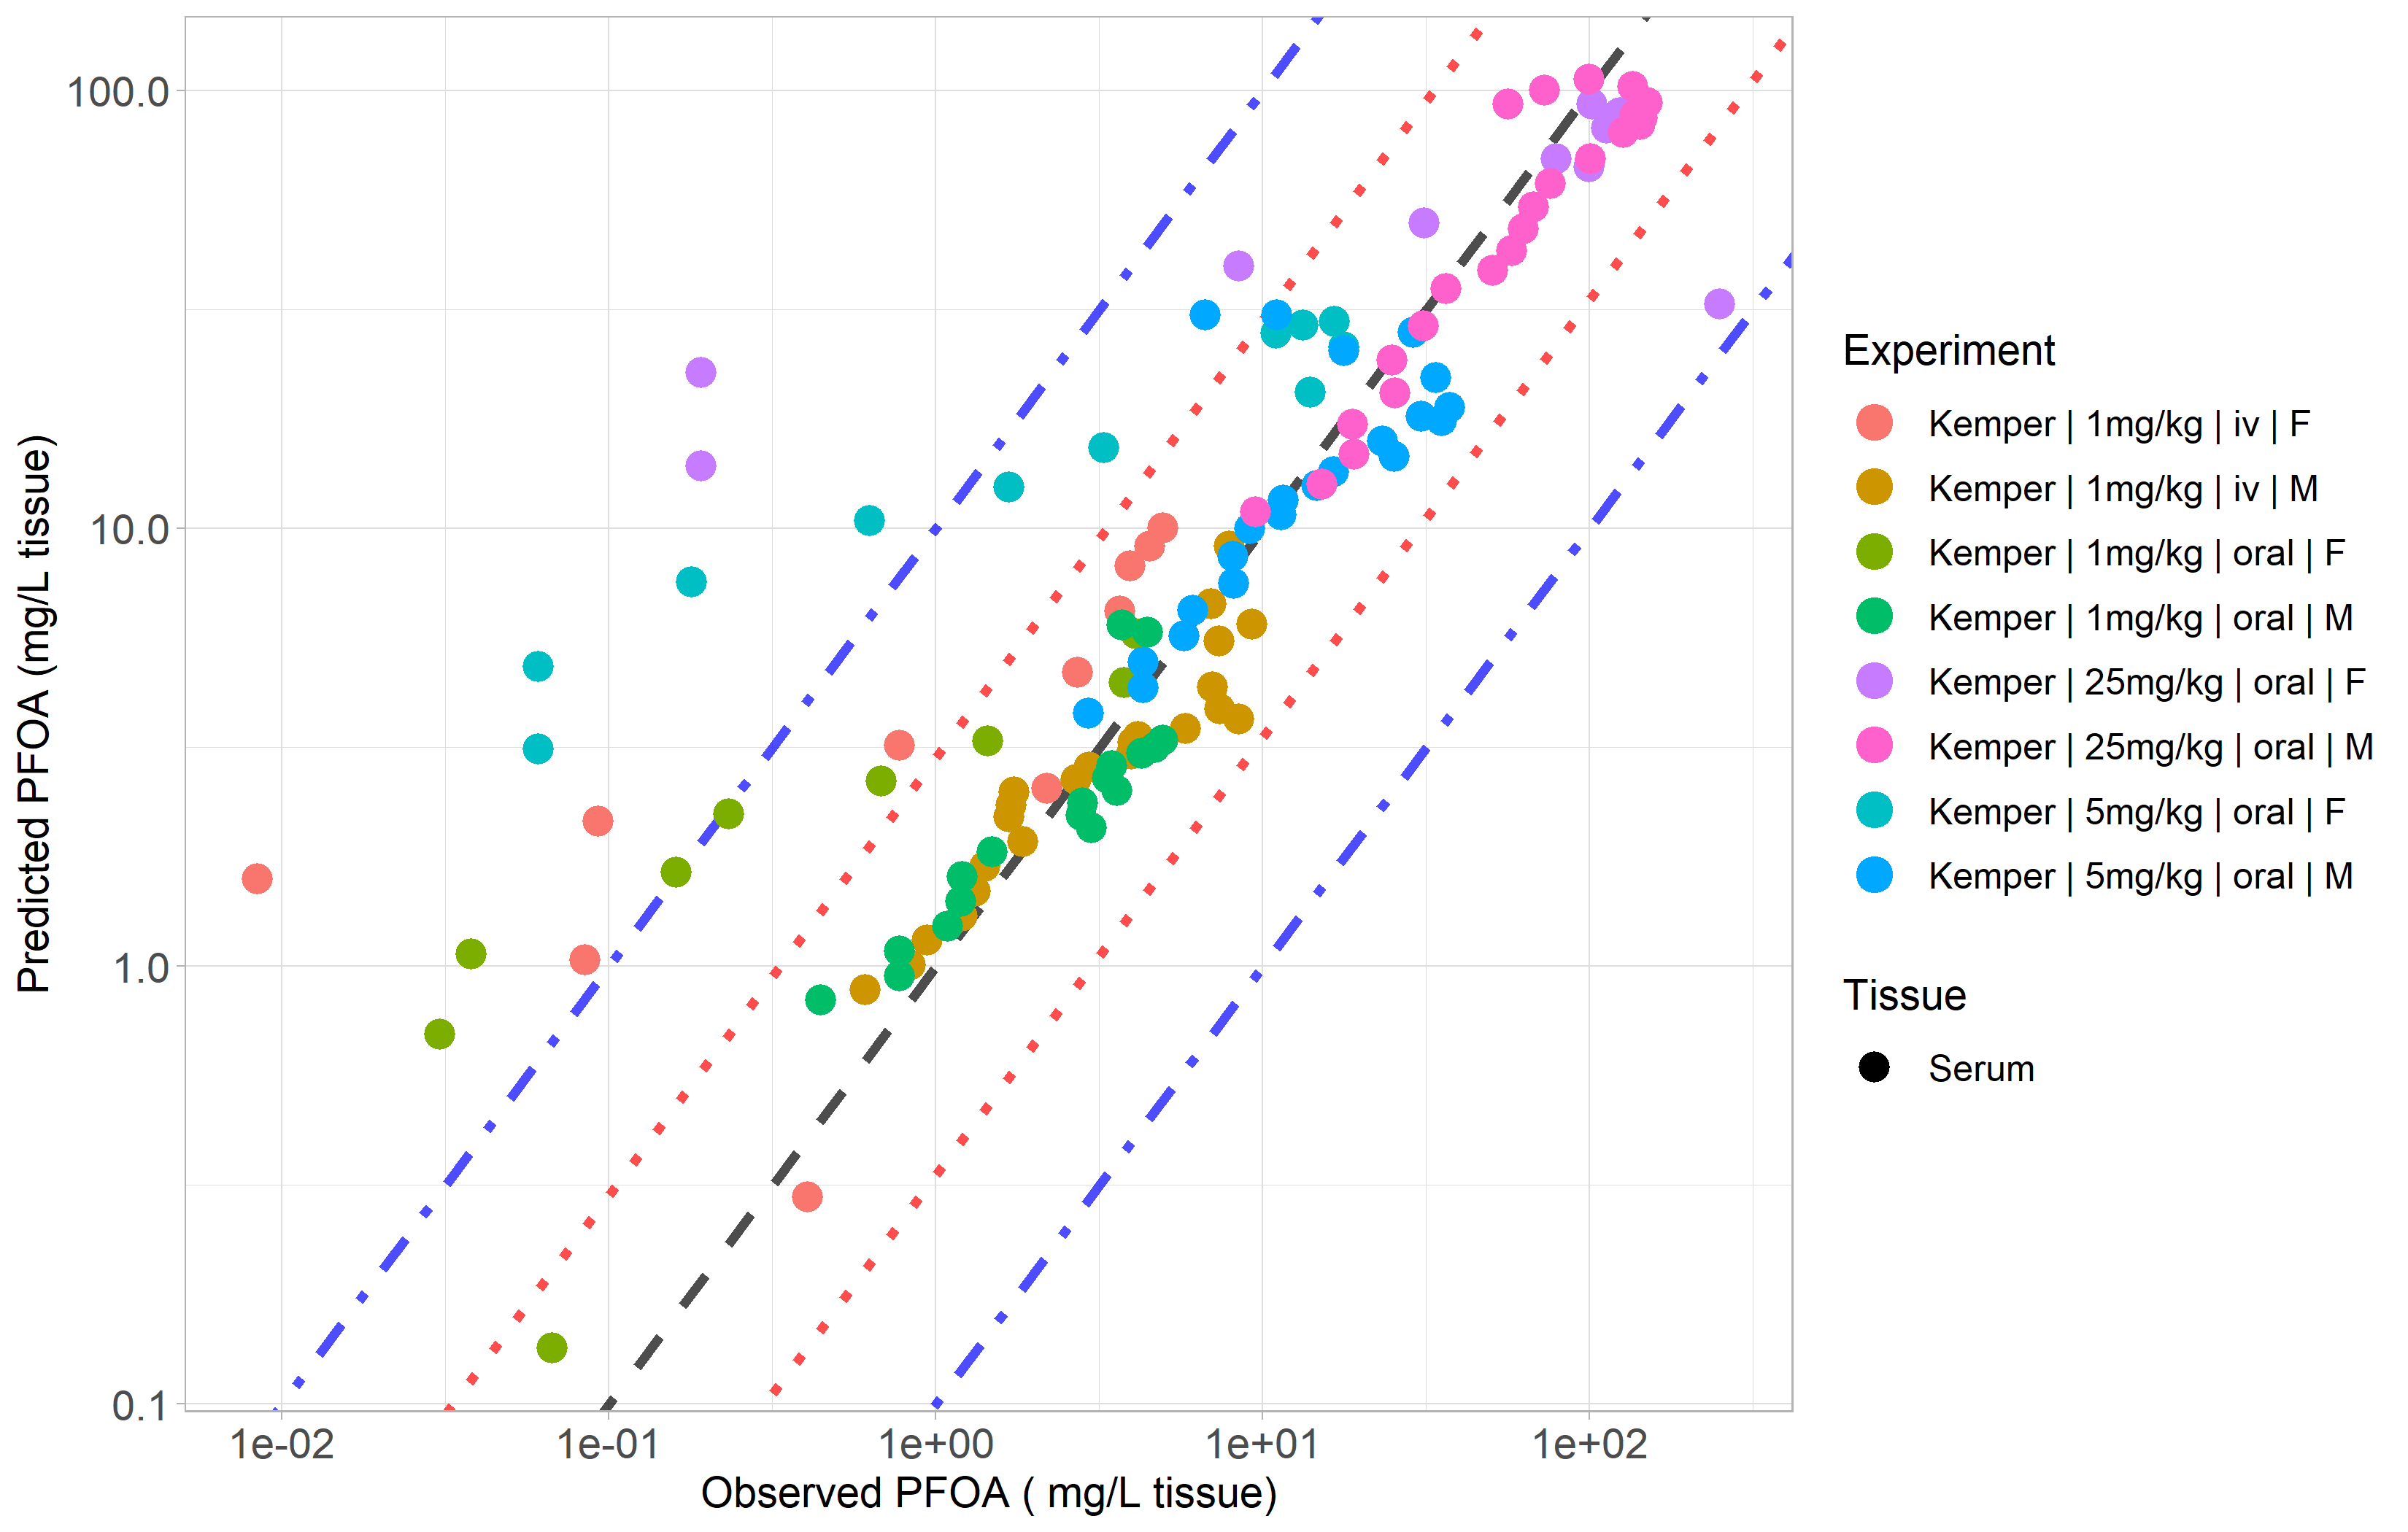 Predicted PFOA (mg/L tissue)
100.0
10.0
1.0
0.1
1e-02 1e-01 1e+00 1e+01 1e+02
Observed PFOA ( mg/L tissue)
Experiment
Kemper | 1mg/kg | iv | F
Kemper | 1mg/kg | iv | M
Kemper | 1mg/kg | oral | F
Kemper | 1mg/kg | oral | M
Kemper | 25mg/kg | oral | F
Kemper | 25mg/kg | oral | M
Kemper | 5mg/kg | oral | F
Kemper | 5mg/kg | oral | M
Tissue
Serum